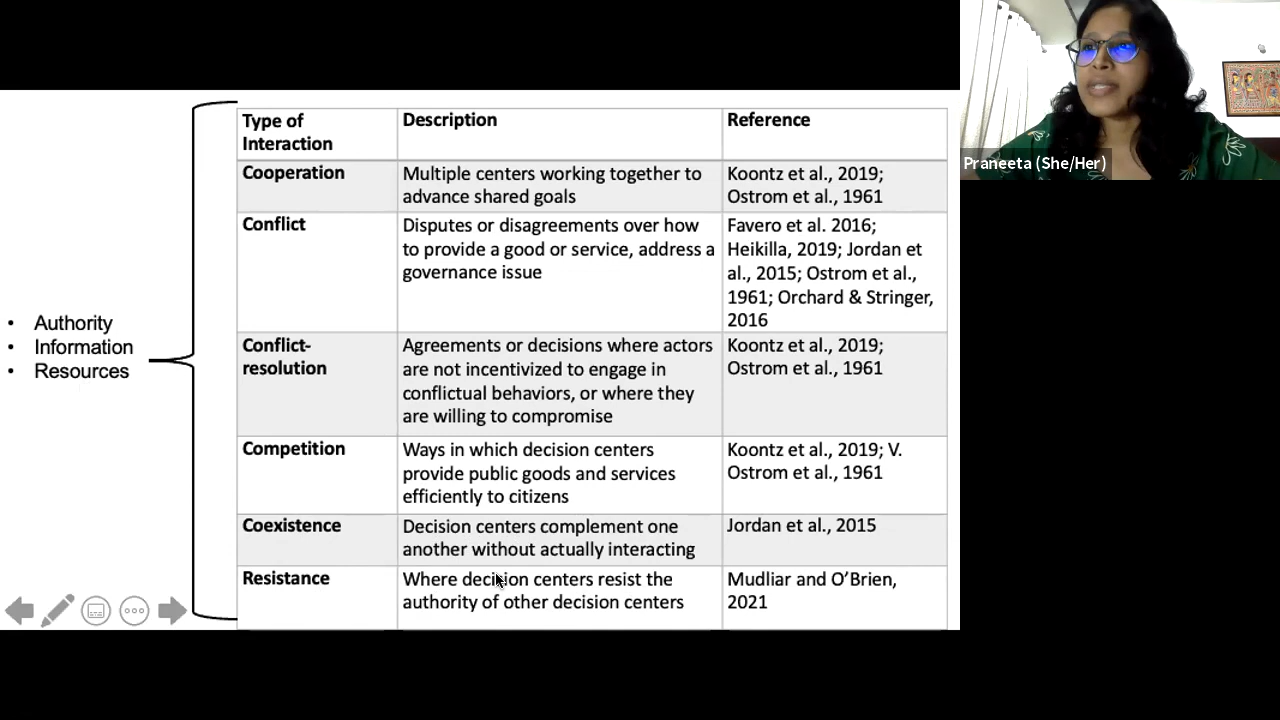 Type of
Interaction
Description
Reference
Cooperation
Multiple centers working together to
advance shared goals
Koontz et al., 2019;
Ostrom et al., 1961
Conflict
Disputes or disagreements over how
to provide a good or service, address a
governance issue
Favero et al. 2016;
Heikilla, 2019; Jordan et
al., 2015; Ostrom et al.,
1961; Orchard & Stringer,
2016
Conflict-
resolution
Agreements or decisions where actors
are not incentivized to engage in
conflictual behaviors, or where they
are willing to compromise
Koontz et al., 2019;
Ostrom et al., 1961
Competition
Ways in which decision centers
provide public goods and services
efficiently to citizens
Koontz et al., 2019; V.
Ostrom et al., 1961
Coexistence
Decision centers complement one
another without actually interacting
Jordan et al., 2015
Resistance
Where decision centers resist the
authority of other decision centers
Mudliar and O’Brien,
2021
• Authority
• Information
• Resources
Praneeta (She/Her)